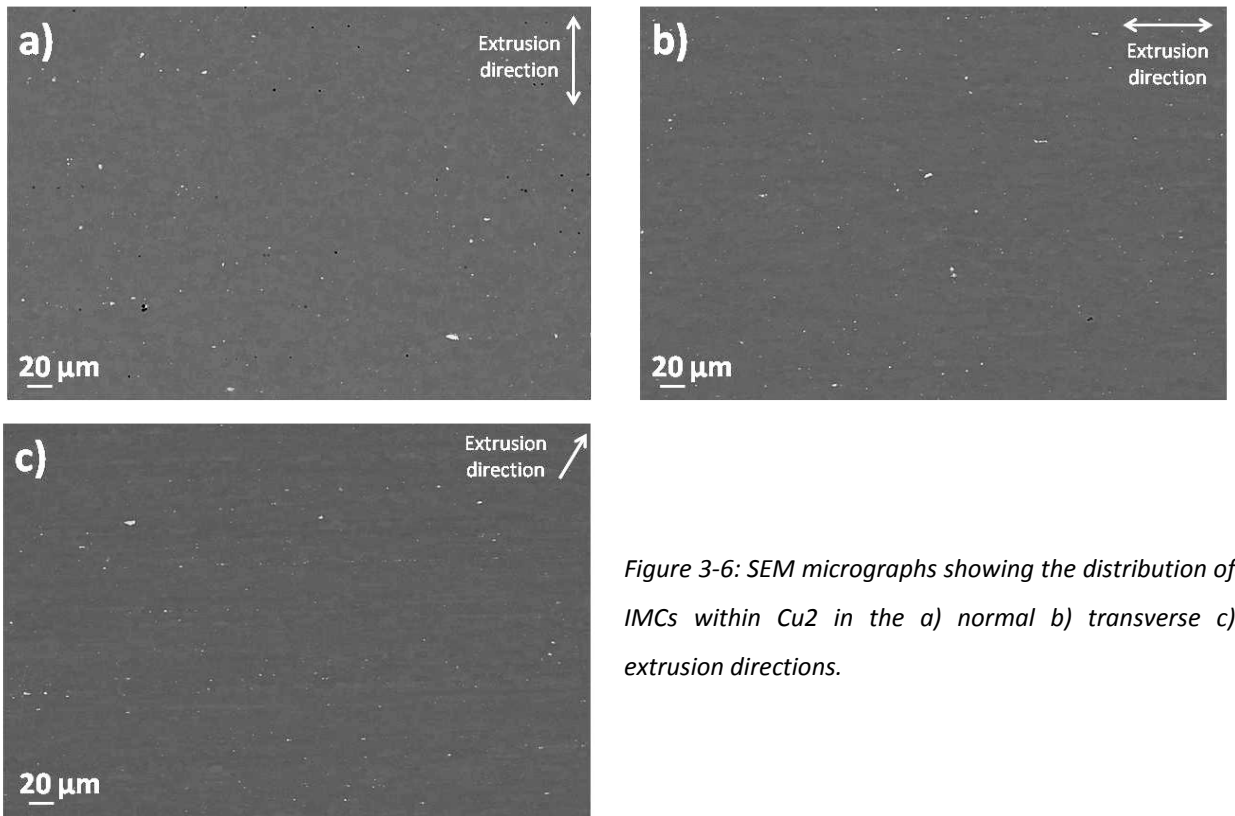 a)
Extrusion
direction
20 µm
b)
Extrusion
direction
20 µm
c)
Extrusion
direction
20 µm
Figure 3-6: SEM micrographs showing the distribution of
IMCs within Cu2 in the a) normal b) transverse c)
extrusion directions.